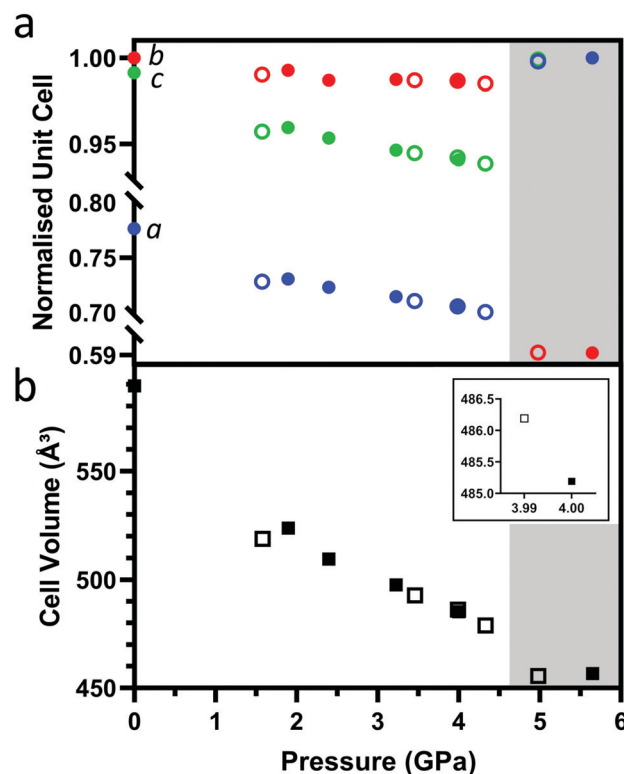 a
Normalised Unit Cell
1.00
b
c
0.95
0.80
a
0.75
0.70
0.59
b
Cell Volume (Å³)
550
500
450
486.5
486.0
485.5
485.0
3.99 4.00
0 1 2 3 4 5 6
Pressure (GPa)